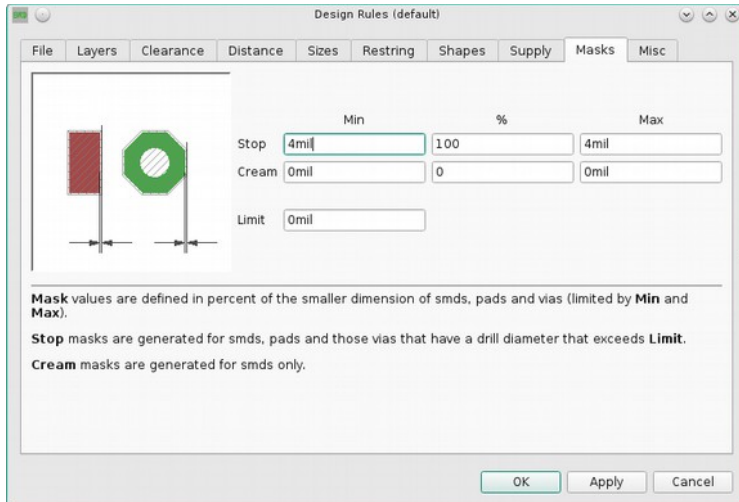 Design Rules (default)
File Layers Clearance Distance Sizes Restring Shapes Supply Masks Misc
Min % Max
Stop 4mil 100 4mil
Cream 0mil 0 0mil
Limit 0mil
Mask values are defined in percent of the smaller dimension of smds, pads and vias (limited by Min and
Max).
Stop masks are generated for smds, pads and those vias that have a drill diameter that exceeds Limit.
Cream masks are generated for smds only.
OK Apply Cancel